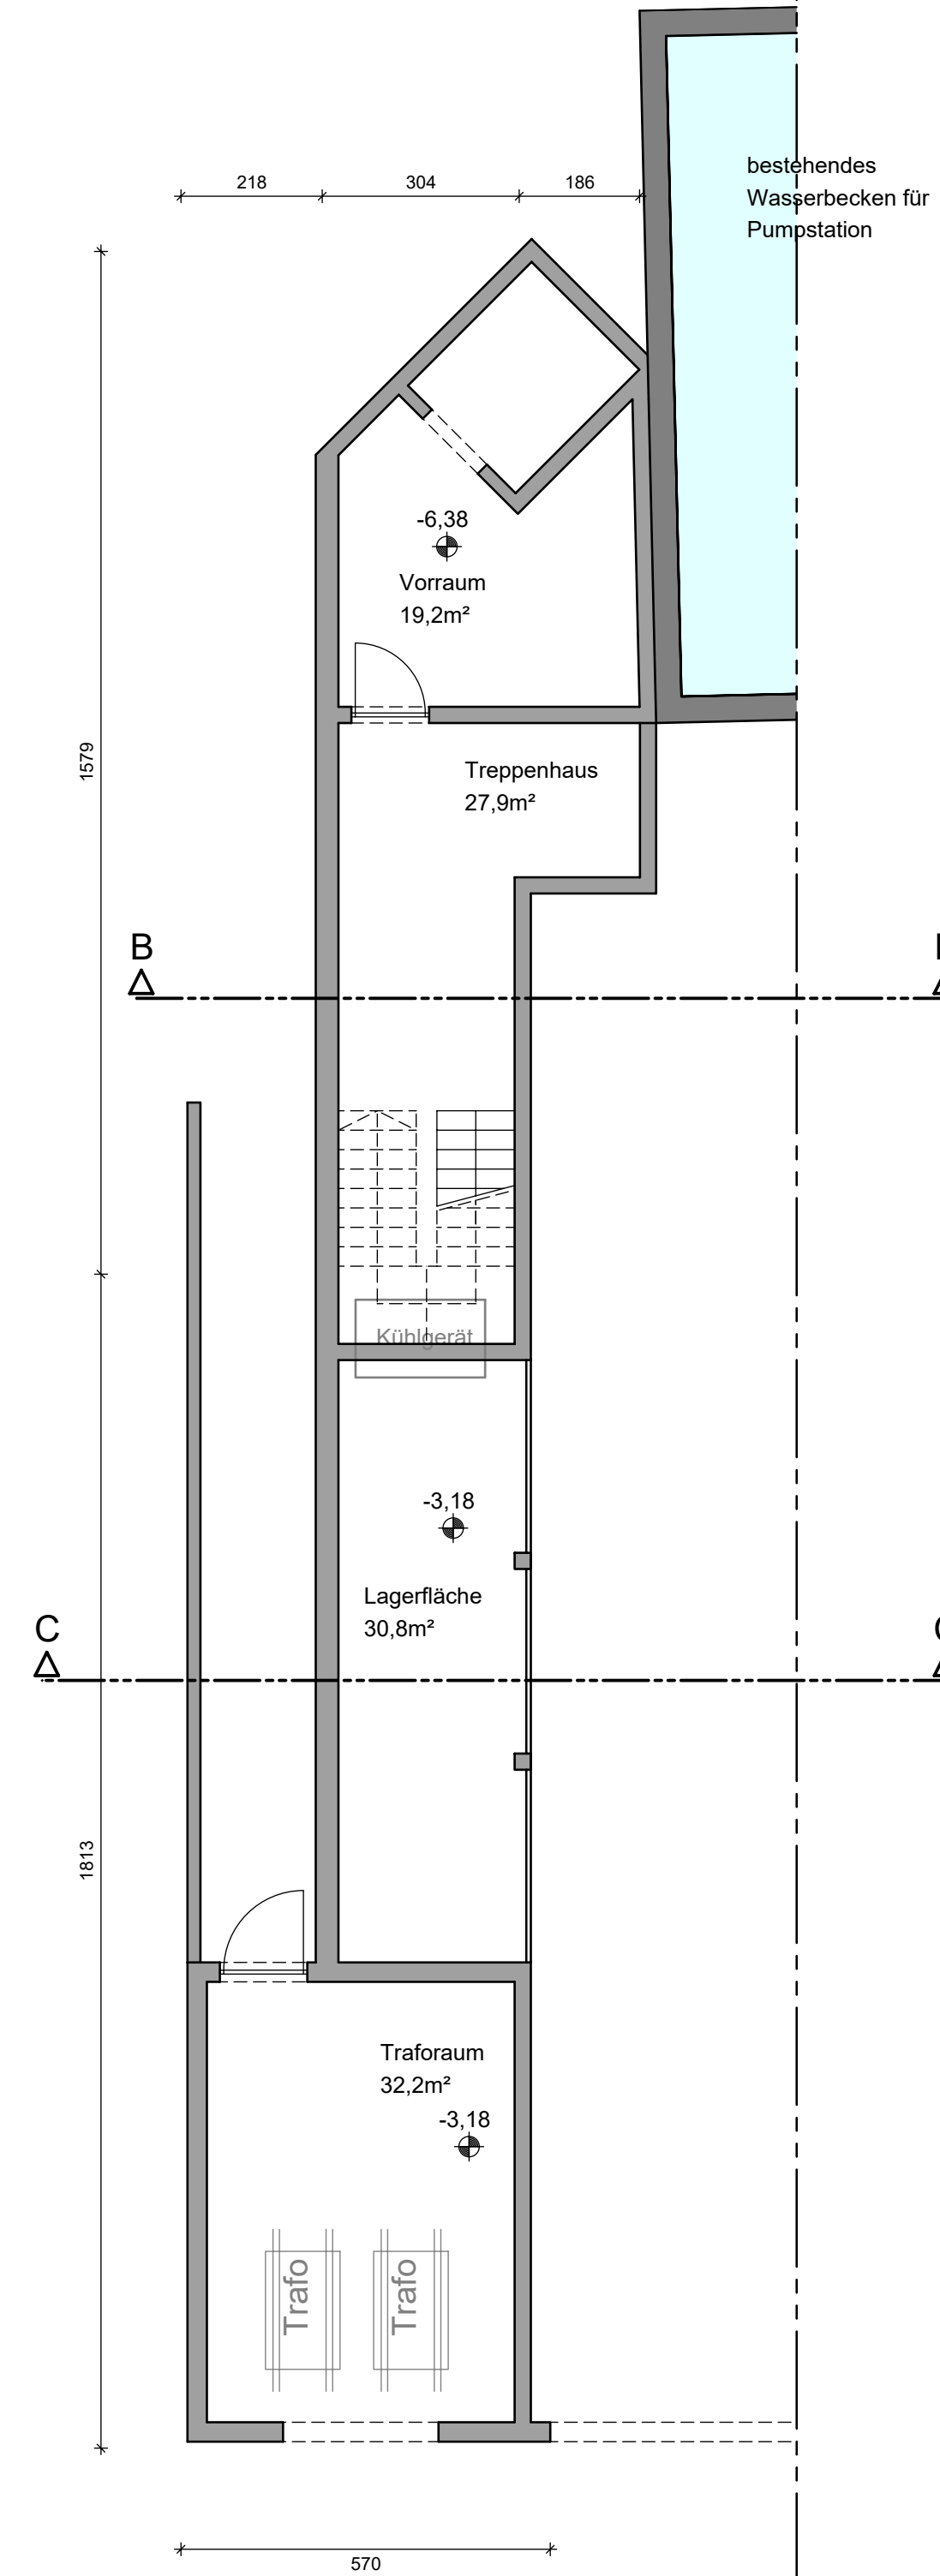 bestehendes
Wasserbecken für
Pumpstation
218
304
186
-6,38
Vorraum
19,2m²
1579
Treppenhaus
27,9m²
B
Kühlgerät
-3,18
Lagerfläche
30,8m²
C
1813
Traforaum
32,2m²
-3,18
Trafo
Trafo
570